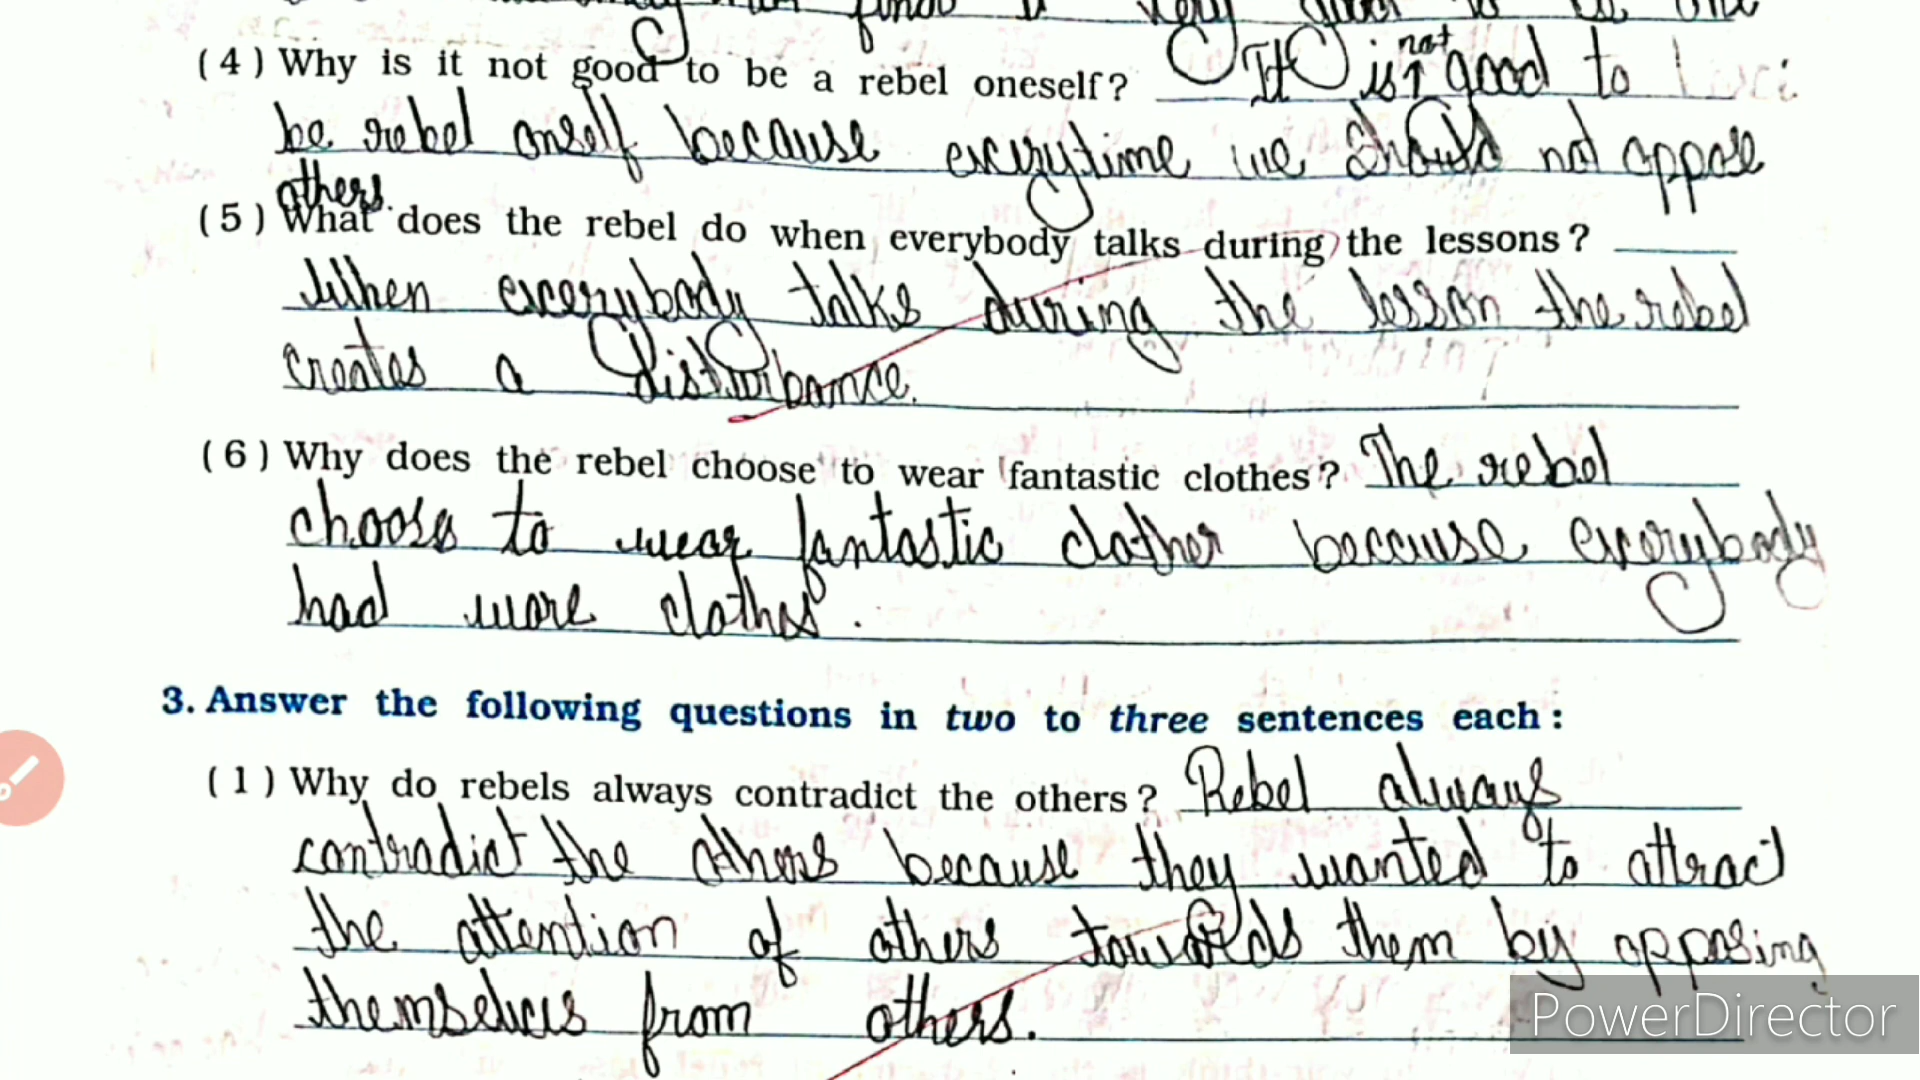 (4) Why is it not good to be a rebel oneself? It is not good to
be rebel onself because everytime we should not oppose
others.
(5) What does the rebel do when everybody talks during the lessons?
When everybody talks during the lesson the rebel
creates a disturbance.
(6) Why does the rebel choose to wear fantastic clothes? The rebel
choose to wear fantastic clother because everybody
had wore clothes.
3. Answer the following questions in two to three sentences each:
(1) Why do rebels always contradict the others? Rebel always
contradict the others because they wanted to attract
the attention of others towards them by opposing
themselves from others.
PowerDirector